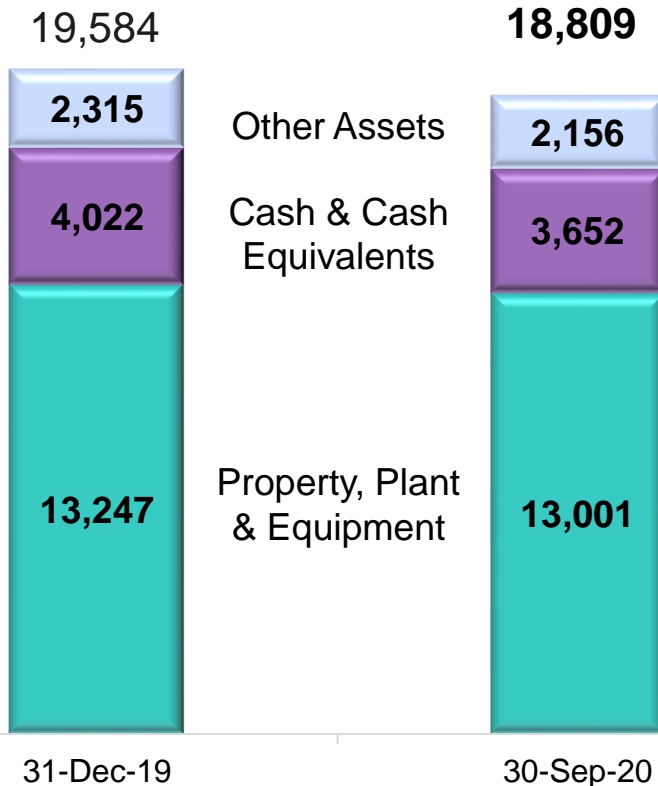 19,584
18,809
2,315
Other Assets
2,156
4,022
Cash & Cash
Equivalents
3,652
13,247
Property, Plant
& Equipment
13,001
31-Dec-19
30-Sep-20